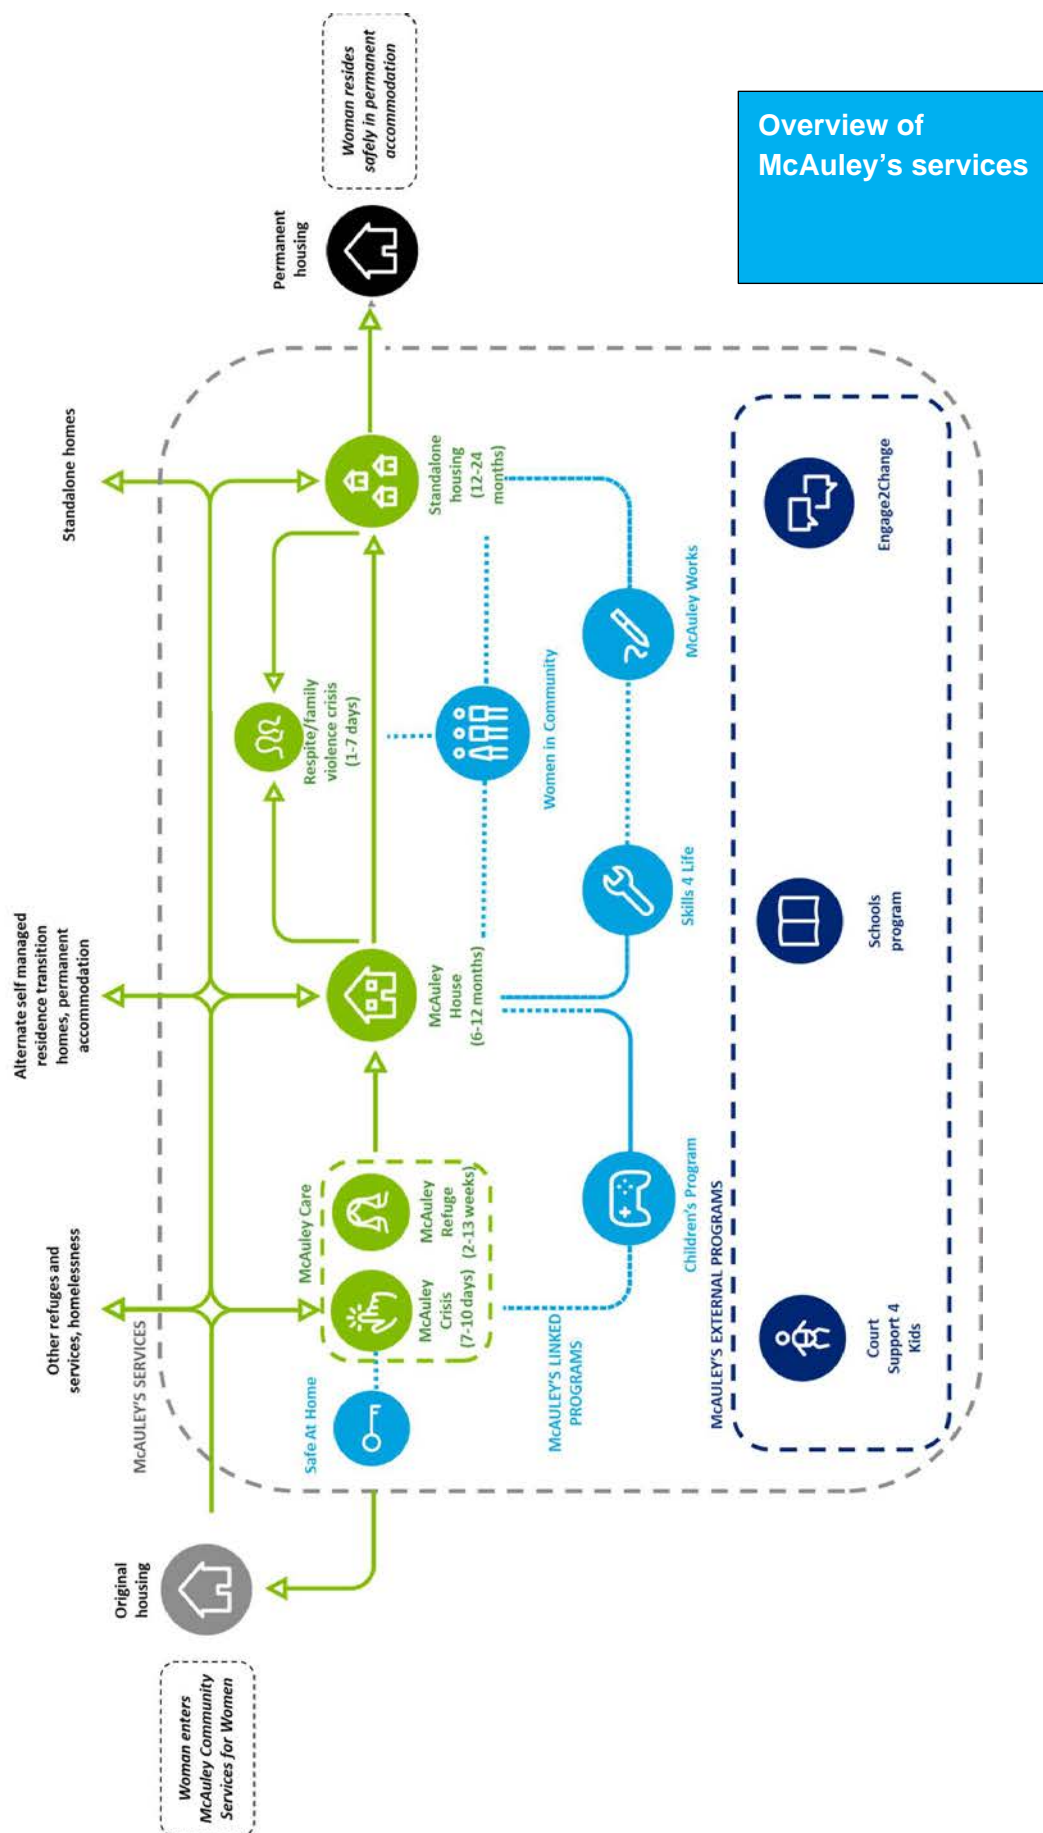 Overview of
McAuley’s services
Woman enters
McAuley Community
Services for Women
Original
housing
Other refuges and
services, homelessness
Alternate self managed
residence transition
homes, permanent
accommodation
Standalone homes
McAULEY'S SERVICES
Safe At Home
McAuley Care
McAuley
Crisis
(7-10 days)
McAuley
Refuge
(2-13 weeks)
McAuley
House
(6-12 months)
Respite/family
violence crisis
(1-7 days)
Standalone
housing
(12-24
months)
Permanent
housing
Woman resides
safely in permanent
accommodation
McAULEY'S LINKED
PROGRAMS
Women in Community
Children's Program
Skills 4 Life
McAuley Works
McAULEY'S EXTERNAL PROGRAMS
Court
Support 4
Kids
Schools
program
Engage2Change